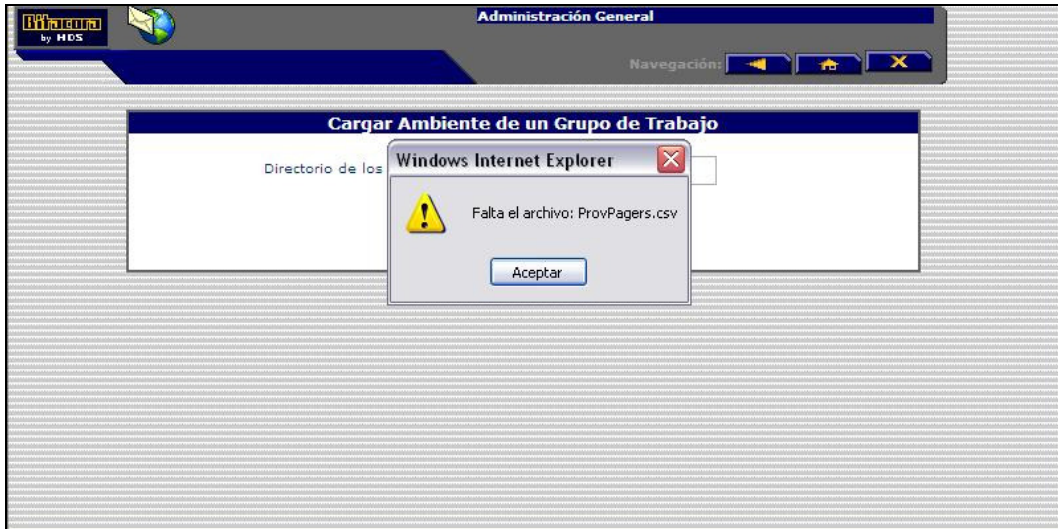 by HDS
Administración General
Navegación:
Cargar Ambiente de un Grupo de Trabajo
Directorio de los
Windows Internet Explorer
Falta el archivo: ProvPagers.csv
Aceptar